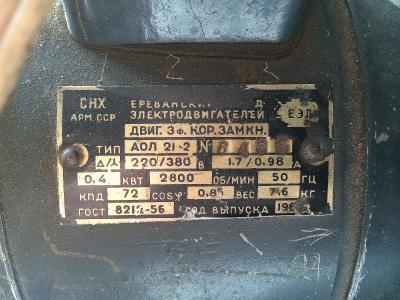 СНХ ЕРЕВАНСКИЙ
АРМ.ССР ЭЛЕКТРОДВИГАТЕЛЕЙ ЕЭЛ
ДВИГ. 3Ф. КОР. ЗАМКН.
ТИП АОЛ 21-2 №
220/380 В 1.7/0.98 А
0.4 КВТ 2800 ОБ/МИН 50 ГЦ
КПД 72 COSφ 0.85 ВЕС 7.6 КГ
ГОСТ 8212-56 ГОД ВЫПУСКА